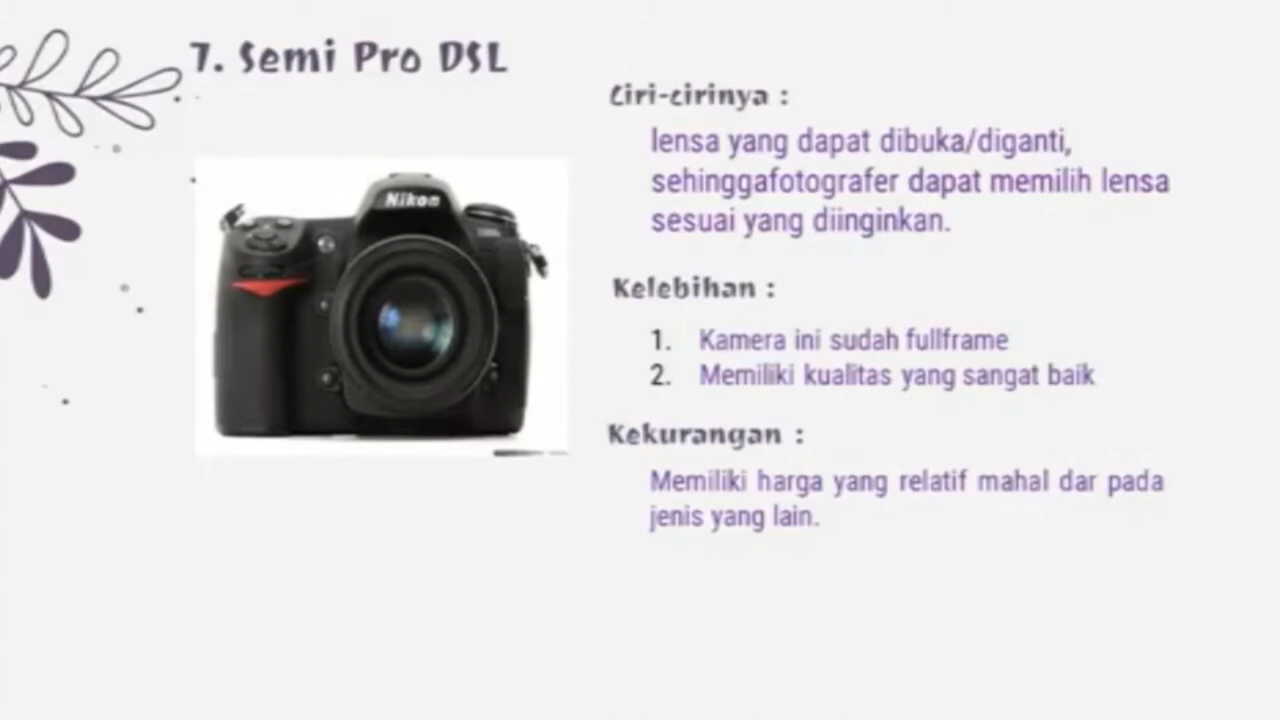 7. Semi Pro DSL
Ciri-cirinya :
lensa yang dapat dibuka/diganti,
sehinggafotografer dapat memilih lensa
sesuai yang diinginkan.
Nikon
Kelebihan :
1. Kamera ini sudah fullframe
2. Memiliki kualitas yang sangat baik
Kekurangan :
Memiliki harga yang relatif mahal dar pada
jenis yang lain.